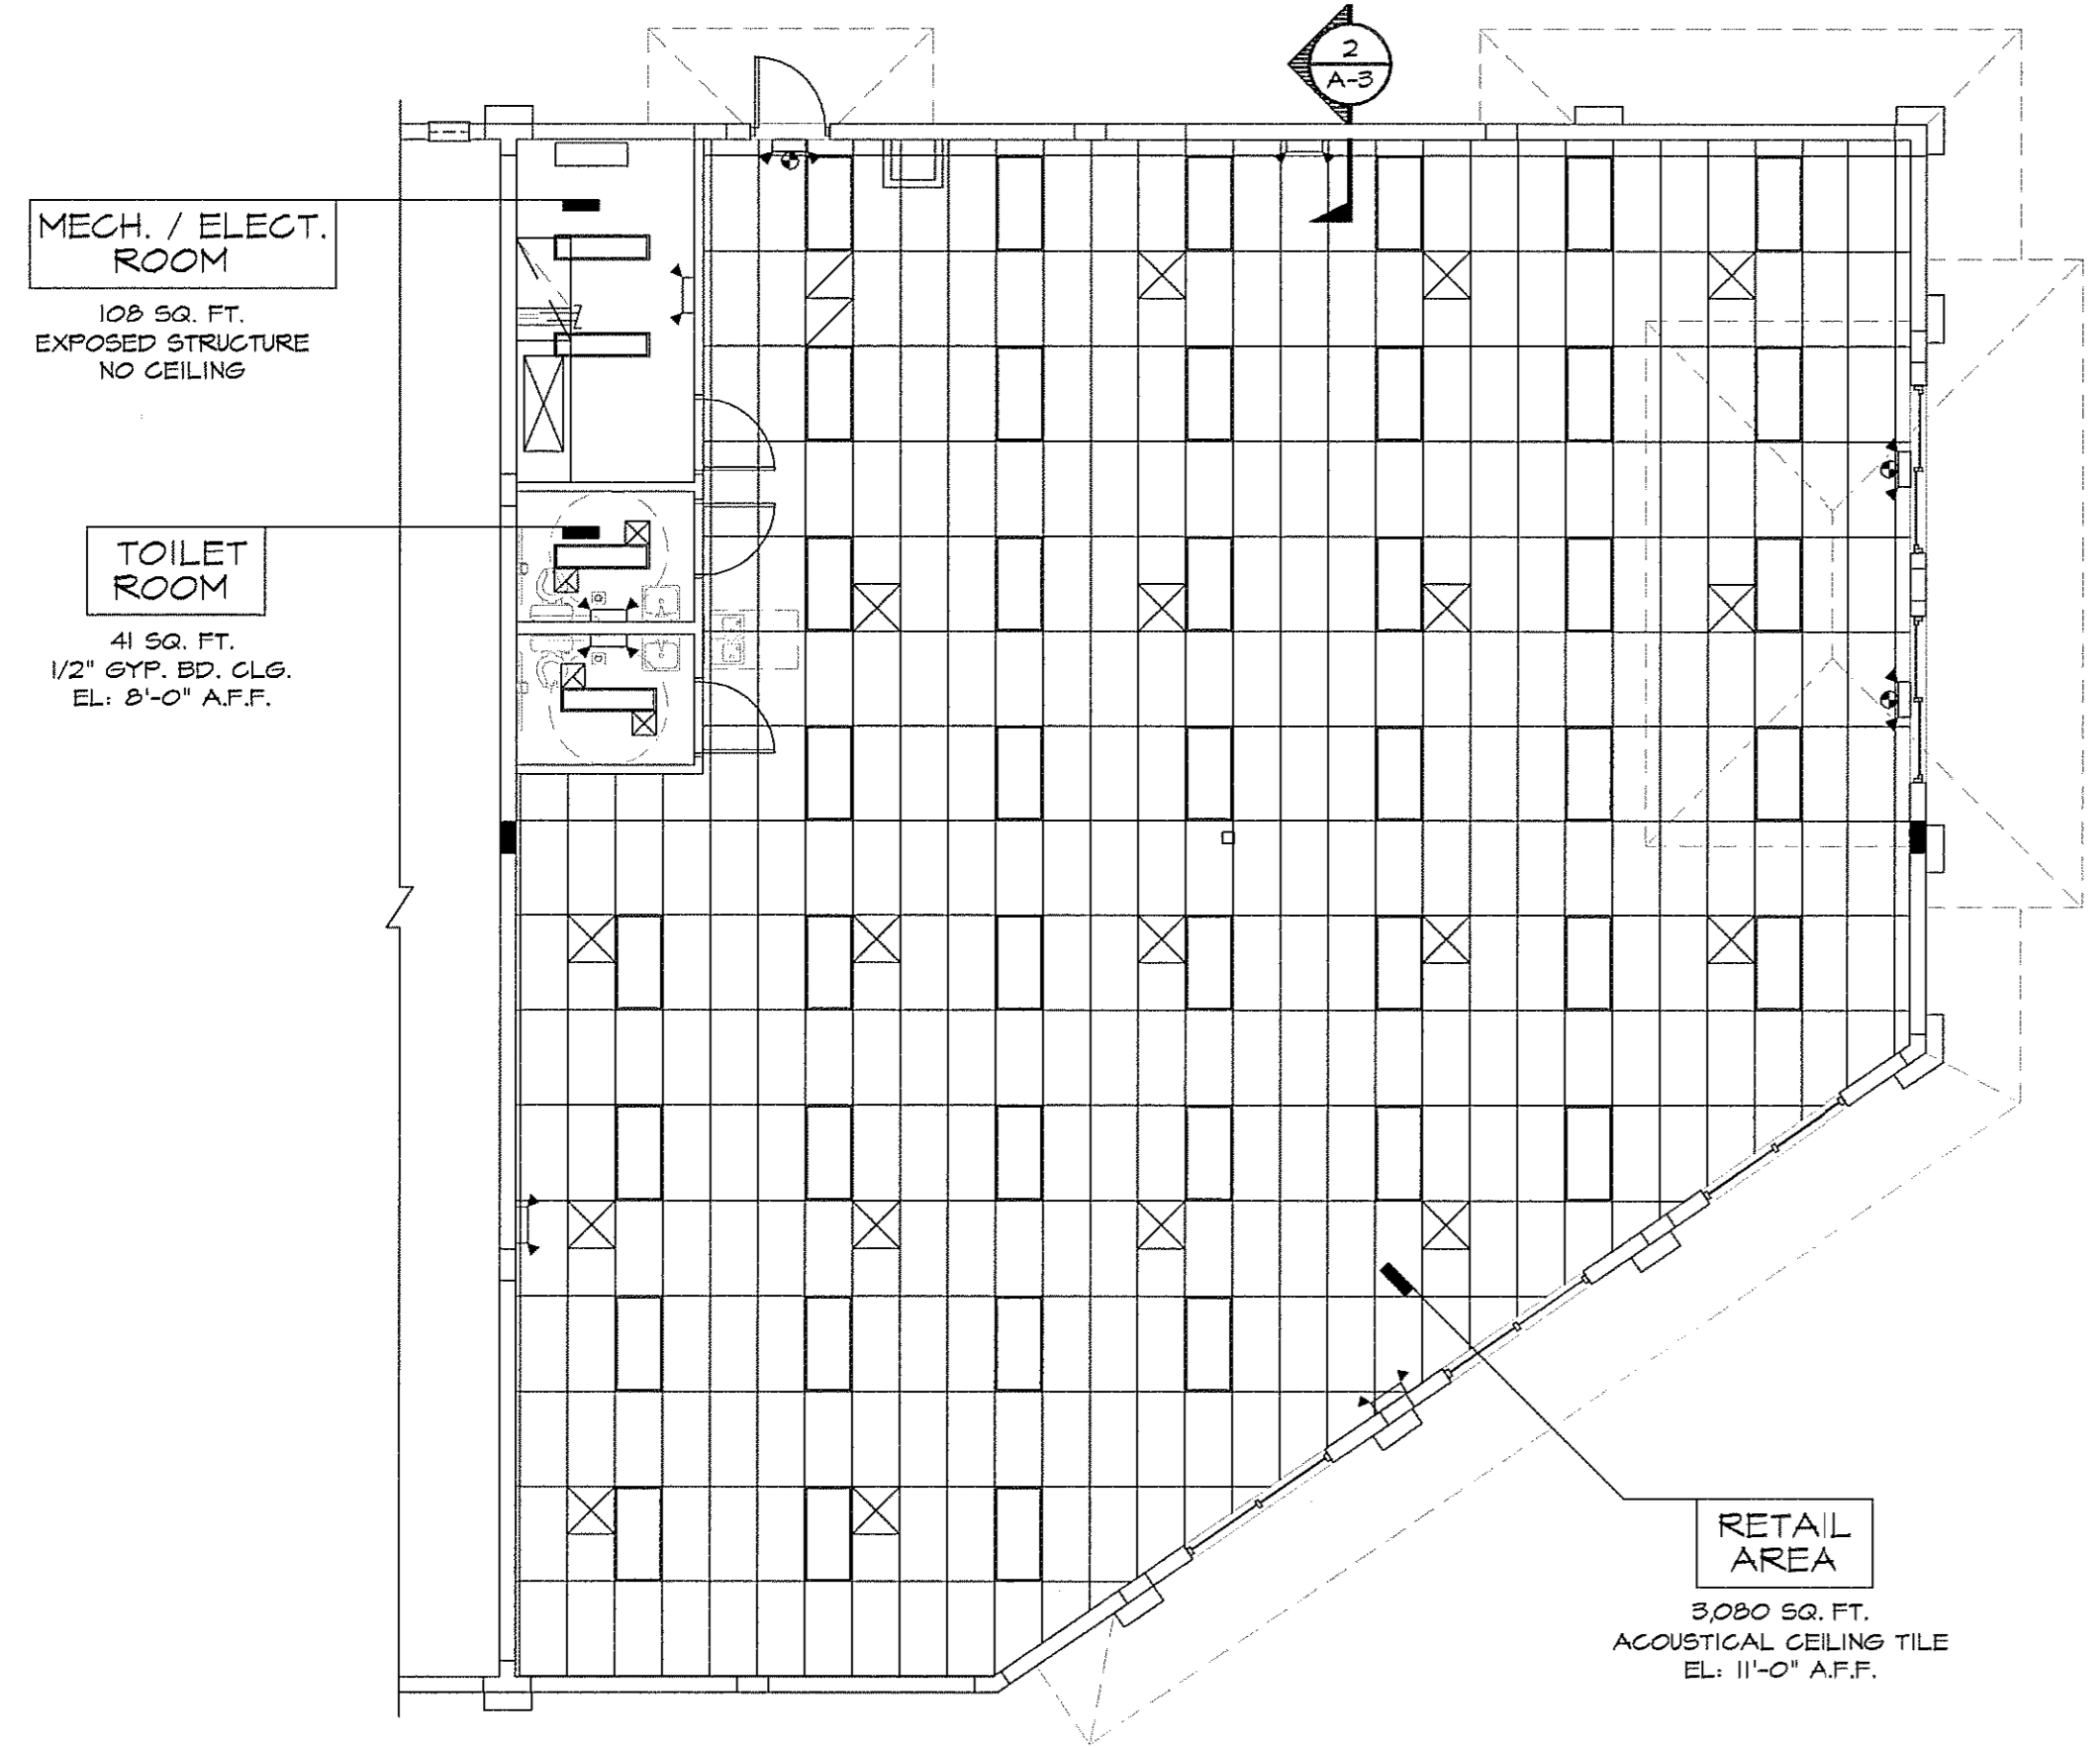 2
A-3
MECH. / ELECT.
ROOM
108 SQ. FT.
EXPOSED STRUCTURE
NO CEILING
TOILET
ROOM
41 SQ. FT.
1/2" GYP. BD. CLG.
EL: 8'-0" A.F.F.
RETAIL
AREA
3,080 SQ. FT.
ACOUSTICAL CEILING TILE
EL: 11'-0" A.F.F.